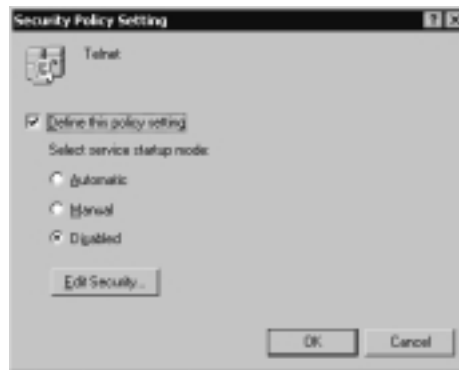 Security Policy Setting
Telnet
Define this policy setting
Select service startup mode:
Automatic
Manual
Disabled
Edit Security...
OK
Cancel